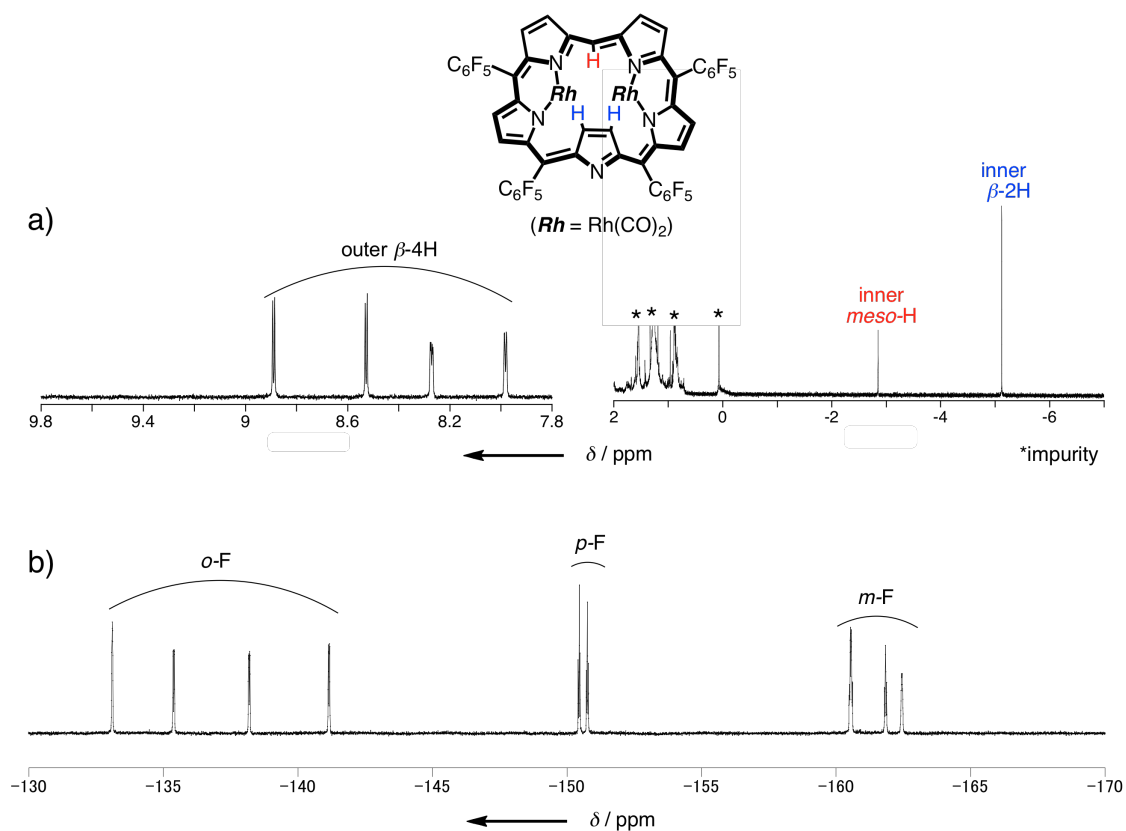 H
N
N
C₆F₅
C₆F₅
Rh
Rh
H
H
N
N
N
C₆F₅
C₆F₅
(Rh = Rh(CO)₂)
a)
outer β-4H
inner
β-2H
inner
meso-H
* * * *
9.8 9.4 9 8.6 8.2 7.8
2 0 -2 -4 -6
δ / ppm
*impurity
b)
o-F
p-F
m-F
−130 −135 −140 −145 −150 −155 −160 −165 −170
δ / ppm